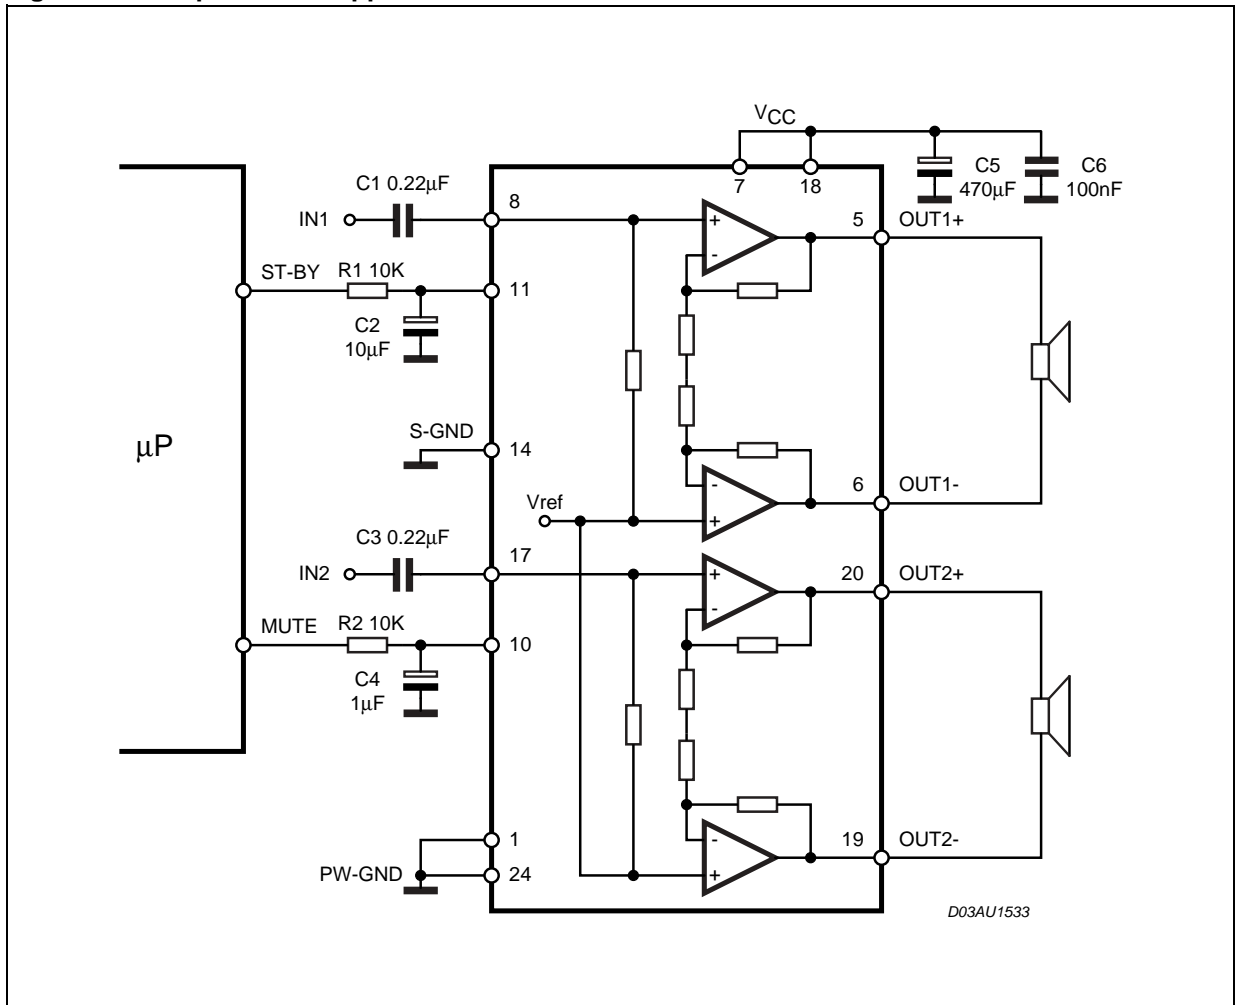 VCC
C1 0.22μF
IN1
8
7
18
C5
470μF
C6
100nF
+
-
5
OUT1+
ST-BY
R1 10K
11
C2
10μF
μP
S-GND
14
-
+
6
OUT1-
Vref
C3 0.22μF
IN2
17
+
-
20
OUT2+
MUTE
R2 10K
10
C4
1μF
-
+
19
OUT2-
1
PW-GND
24
D03AU1533